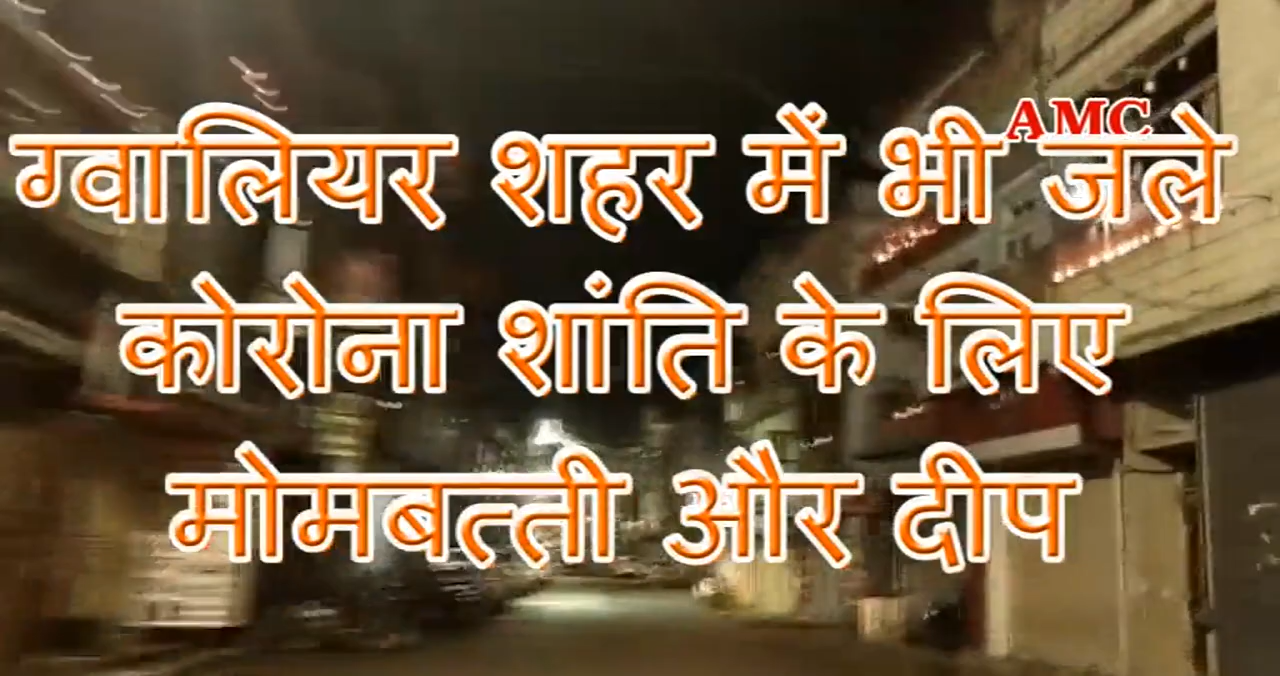 AMC
ग्वालियर शहर में भी जले
कोरोना शांति के लिए
मोमबत्ती और दीप